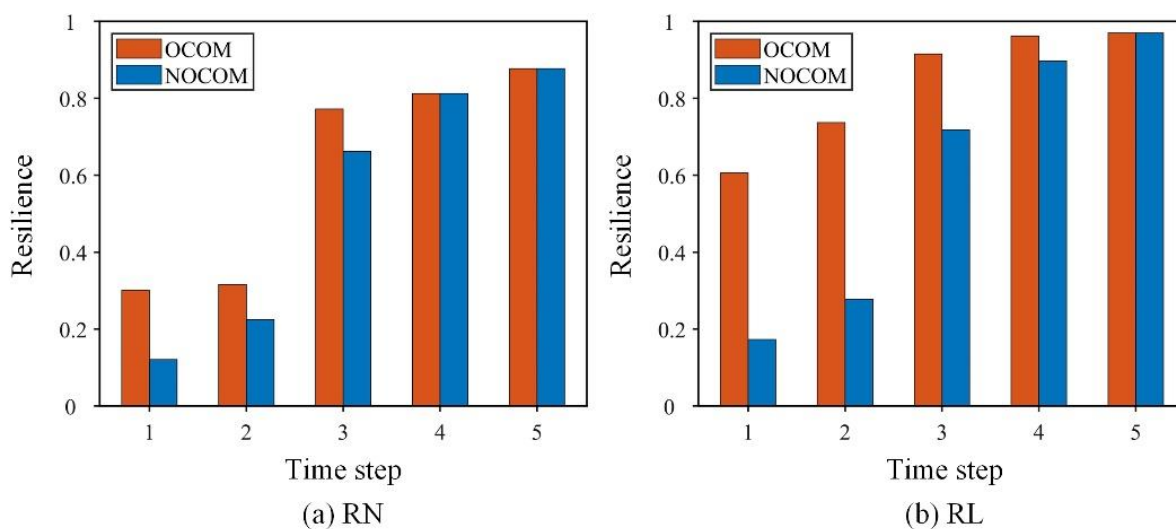 1
OCOM
NOCOM
0.8
0.6
0.4
0.2
0
Resilience
1 2 3 4 5
Time step
(a) RN
1
OCOM
NOCOM
0.8
0.6
0.4
0.2
0
Resilience
1 2 3 4 5
Time step
(b) RL